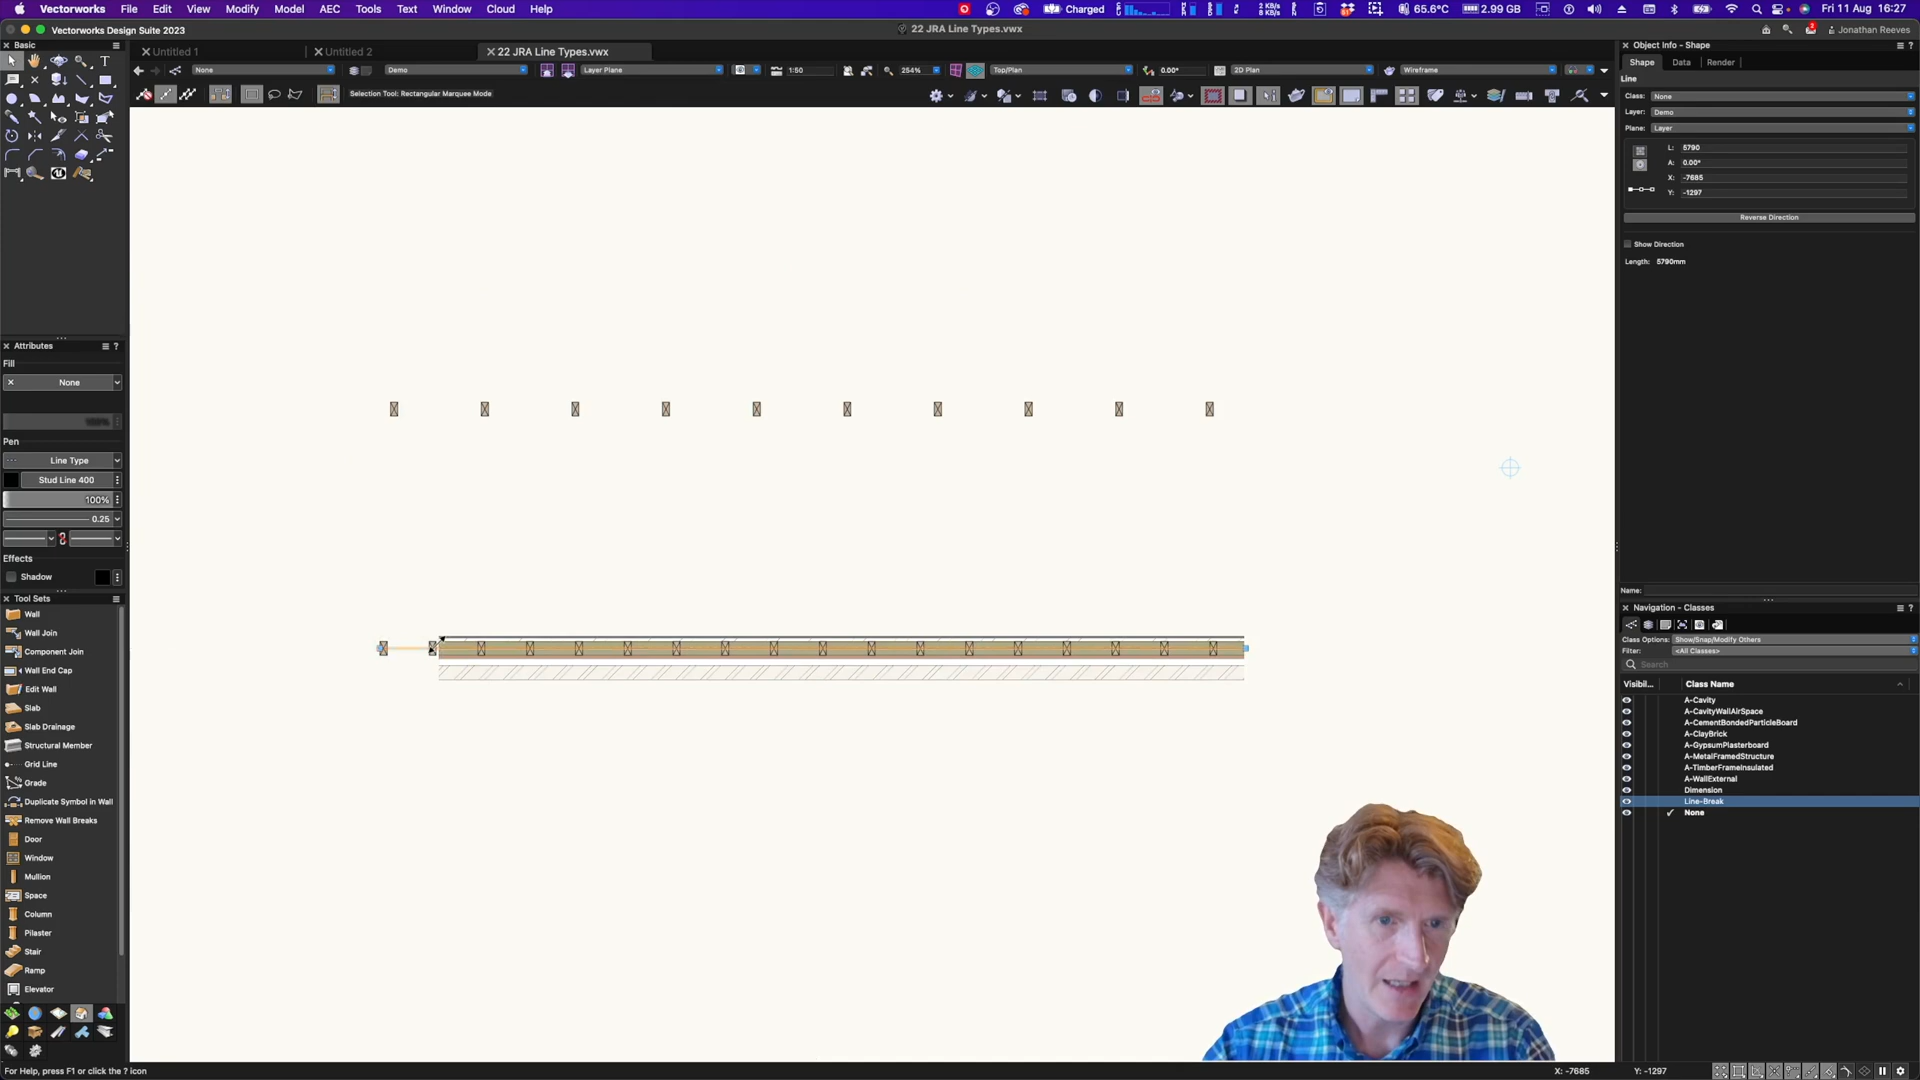 Vectorworks File Edit View Modify Model AEC Tools Text Window Cloud Help
Charged 2 KB/s 8 KB/s 65.6°C 2.99 GB Fri 11 Aug 16:27
Vectorworks Design Suite 2023
22 JRA Line Types.vwx
Jonathan Reeves
Basic
Untitled 1
Untitled 2
22 JRA Line Types.vwx
None
Demo
Layer Plane
1:50
254%
Top/Plan
0.00°
2D Plan
Wireframe
Selection Tool: Rectangular Marquee Mode
Attributes
Fill
None
100%
Pen
Line Type
Stud Line 400
100%
0.25
Effects
Shadow
Tool Sets
Wall
Wall Join
Component Join
Wall End Cap
Edit Wall
Slab
Slab Drainage
Structural Member
Grid Line
Grade
Duplicate Symbol in Wall
Remove Wall Breaks
Door
Window
Mullion
Space
Column
Pilaster
Stair
Ramp
Elevator
For Help, press F1 or click the ? icon
X: -7685
Y: -1297
Object Info - Shape
Shape Data Render
Line
Class: None
Layer: Demo
Plane: Layer
L: 5790
A: 0.00°
X: -7685
Y: -1297
Reverse Direction
Show Direction
Length: 5790mm
Name:
Navigation - Classes
Class Options: Show/Snap/Modify Others
Filter: <All Classes>
Search
Visibil... Class Name
A-Cavity
A-CavityWallAirSpace
A-CementBondedParticleBoard
A-ClayBrick
A-GypsumPlasterboard
A-MetalFramedStructure
A-TimberFrameInsulated
A-WallExternal
Dimension
Line-Break
None